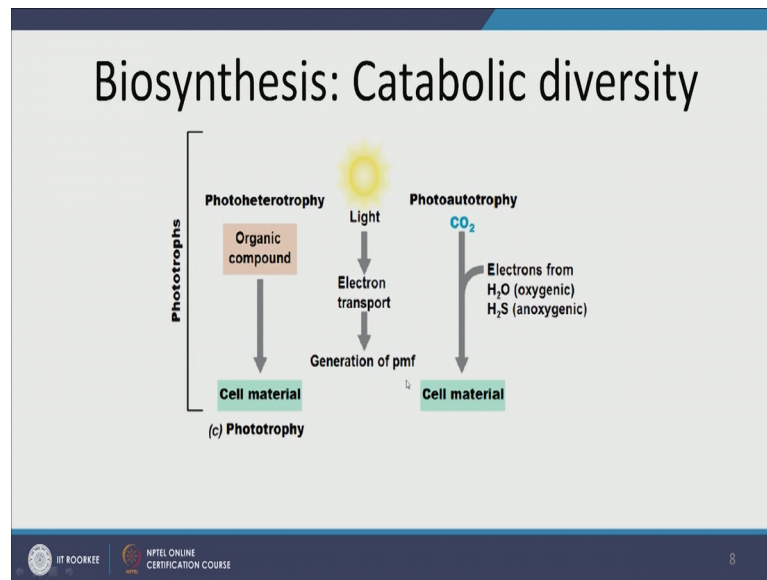 Biosynthesis: Catabolic diversity
Phototrophs
Photoheterotrophy
Organic
compound
Cell material
(c) Phototrophy
Light
Electron
transport
Generation of pmf
Photoautotrophy
CO₂
Electrons from
H₂O (oxygenic)
H₂S (anoxygenic)
Cell material
IIT ROORKEE
NPTEL ONLINE
CERTIFICATION COURSE
8